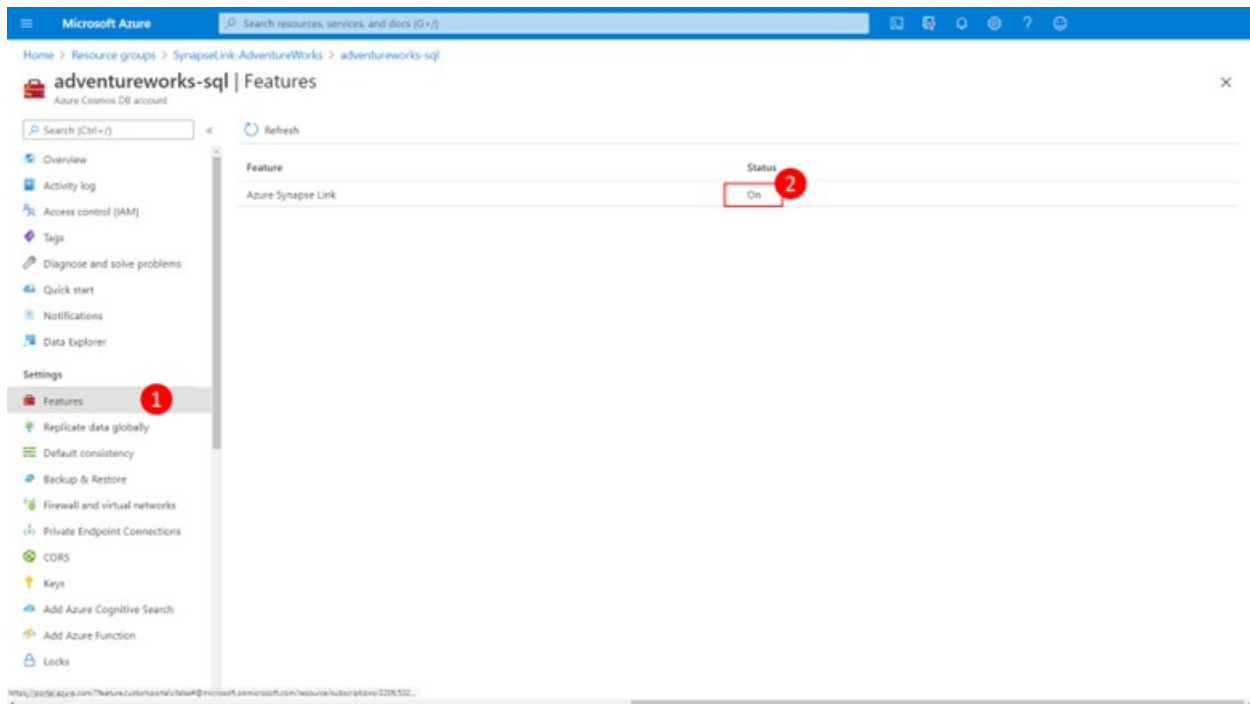 Microsoft Azure
Search resources, services, and docs (G+/)
Home > Resource groups > SynapseLink-AdventureWorks > adventureworks-sql
adventureworks-sql | Features
Azure Cosmos DB account
Search (Ctrl+/)
Refresh
Overview
Activity log
Access control (IAM)
Tags
Diagnose and solve problems
Quick start
Notifications
Data Explorer
Settings
Features
1
Replicate data globally
Default consistency
Backup & Restore
Firewall and virtual networks
Private Endpoint Connections
CORS
Keys
Add Azure Cognitive Search
Add Azure Function
Locks
Feature Status
Azure Synapse Link On
2